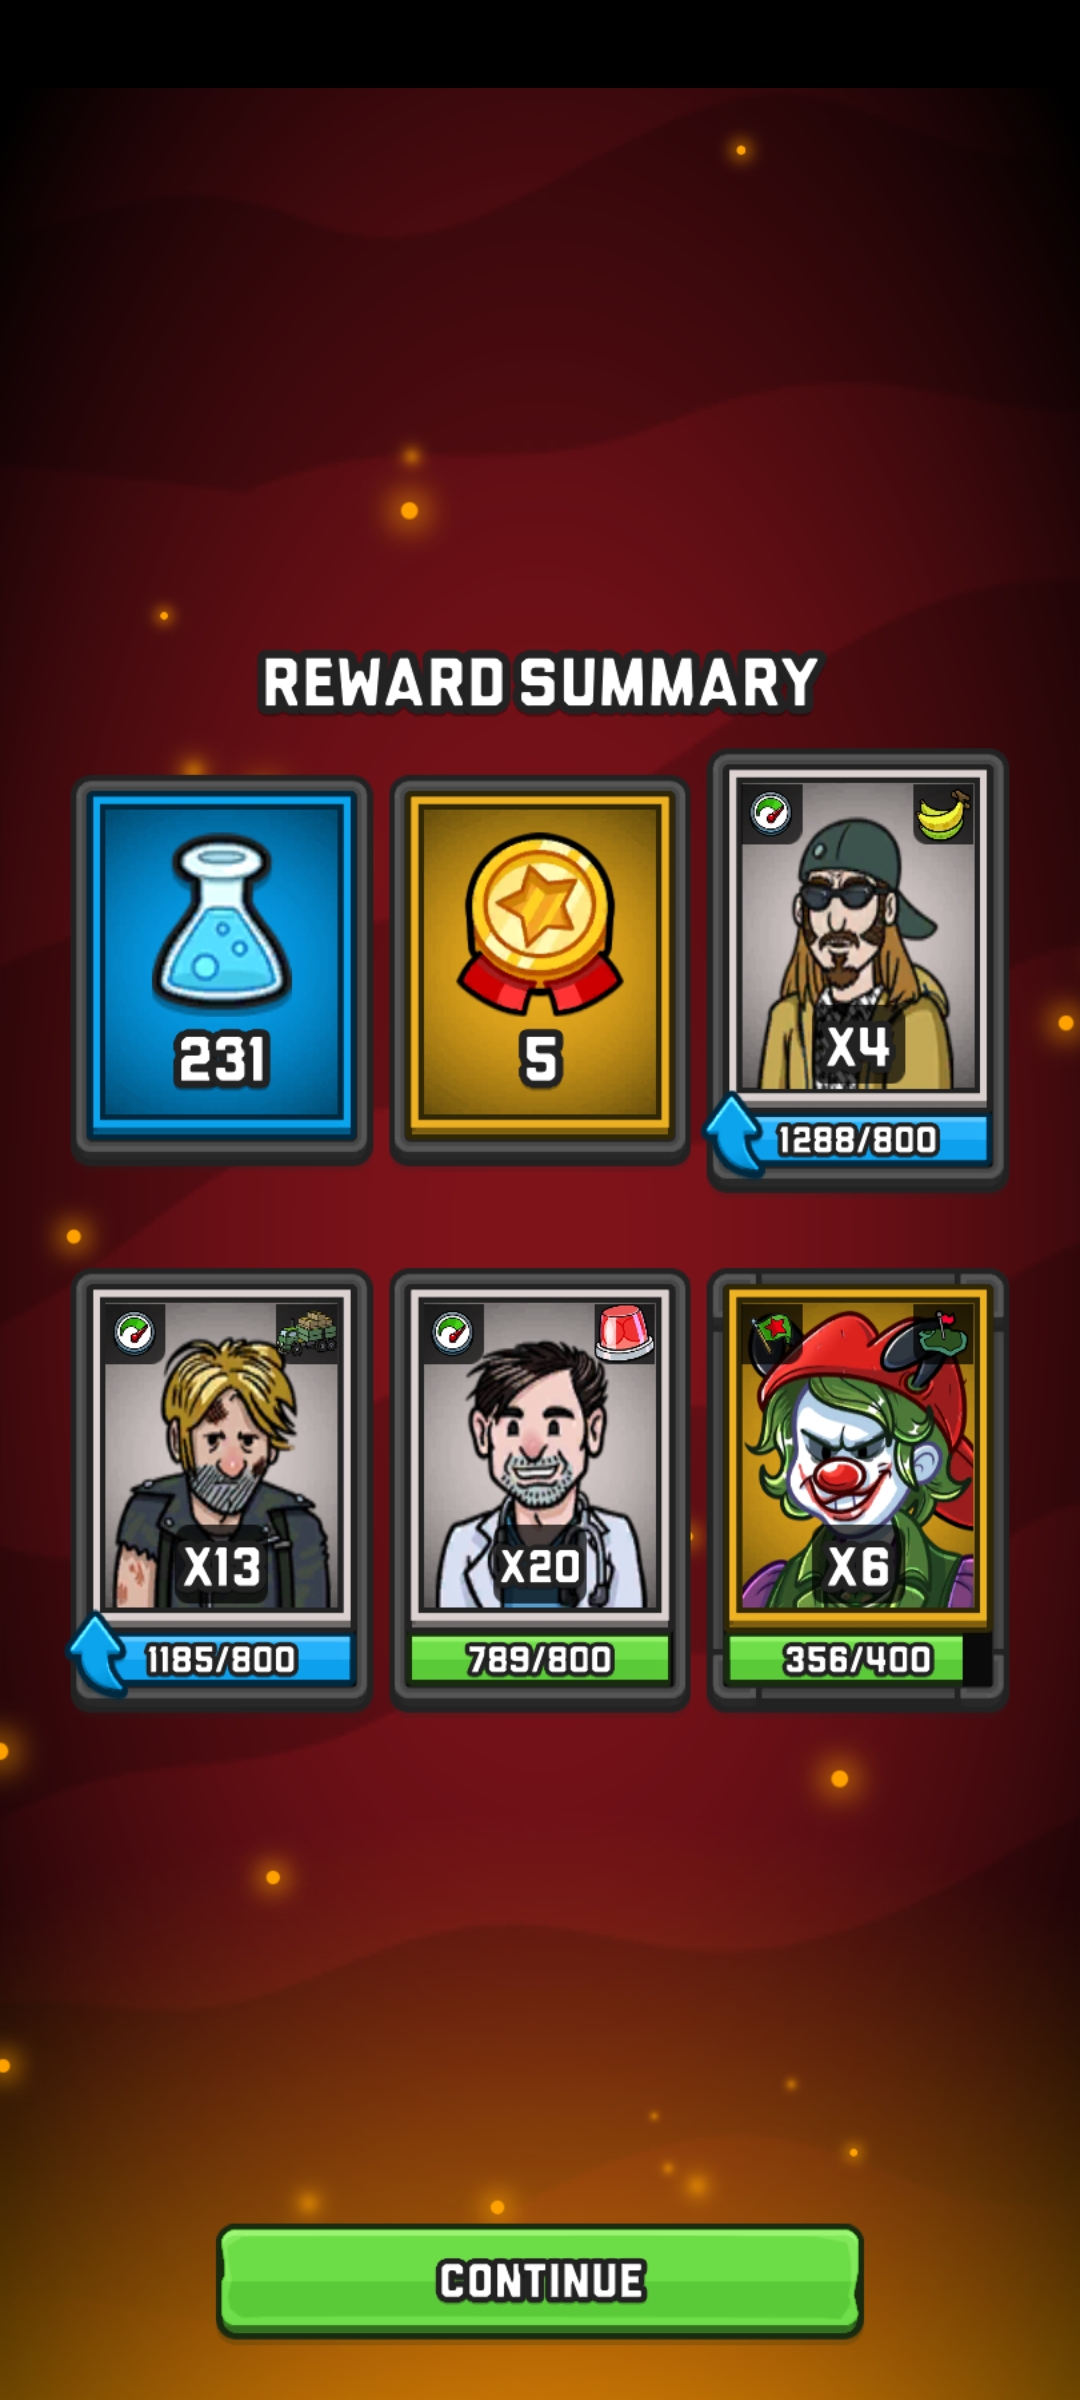 REWARD SUMMARY
231
5
X4
1288/800
X13
1185/800
X20
789/800
X6
356/400
CONTINUE